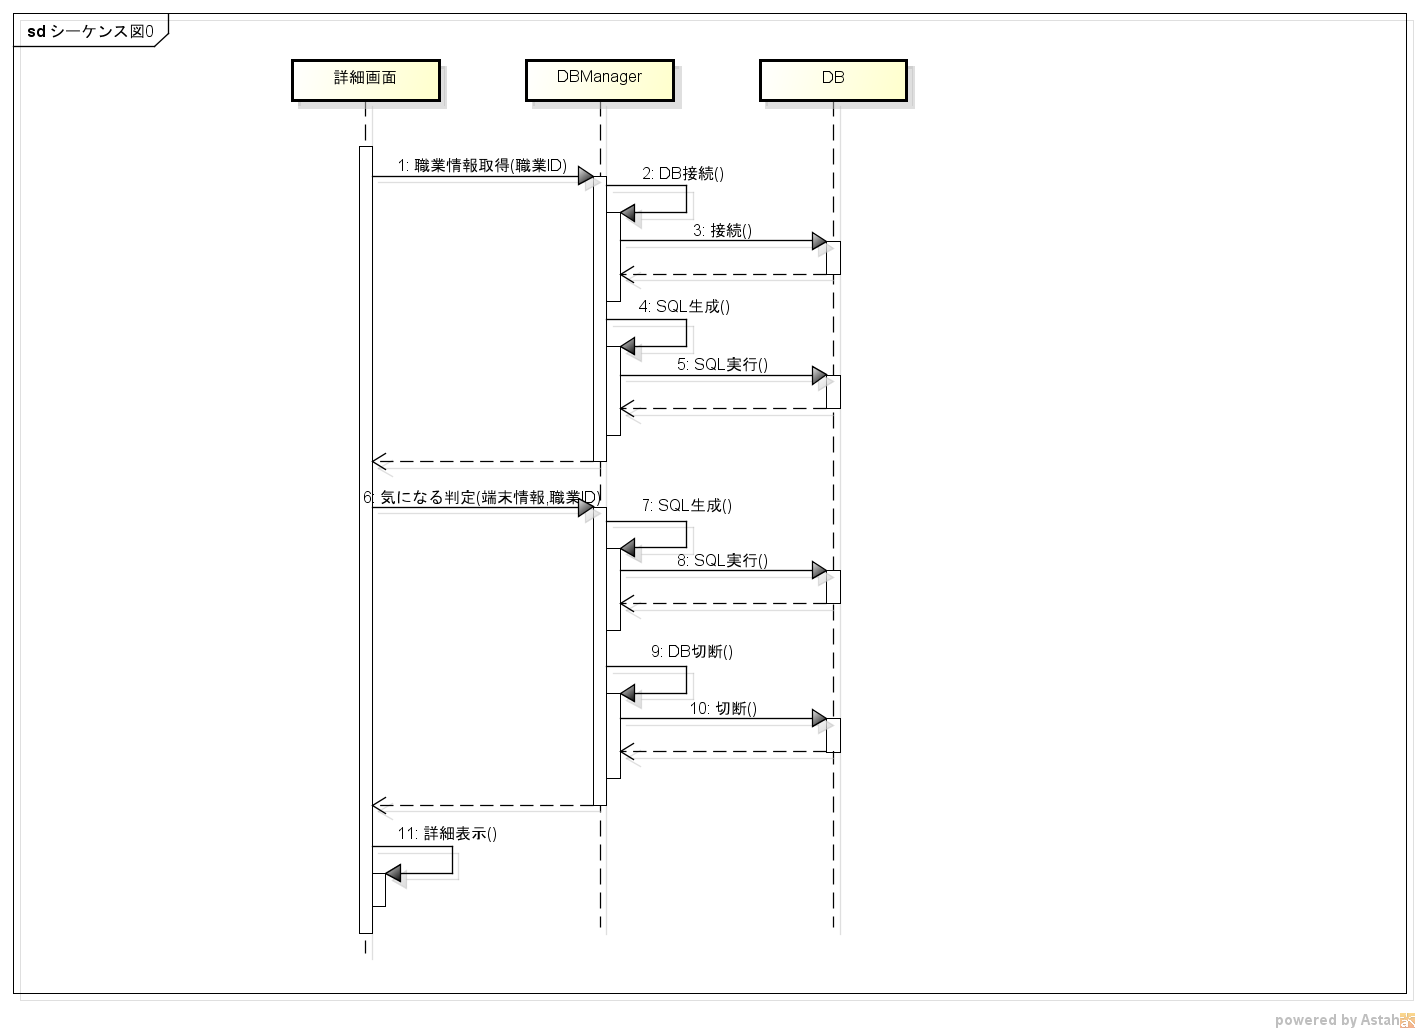 sd シーケンス図0
詳細画面
DBManager
DB
1: 職業情報取得(職業ID)
2: DB接続()
3: 接続()
4: SQL生成()
5: SQL実行()
6: 気になる判定(端末情報,職業ID)
7: SQL生成()
8: SQL実行()
9: DB切断()
10: 切断()
11: 詳細表示()
powered by Astah